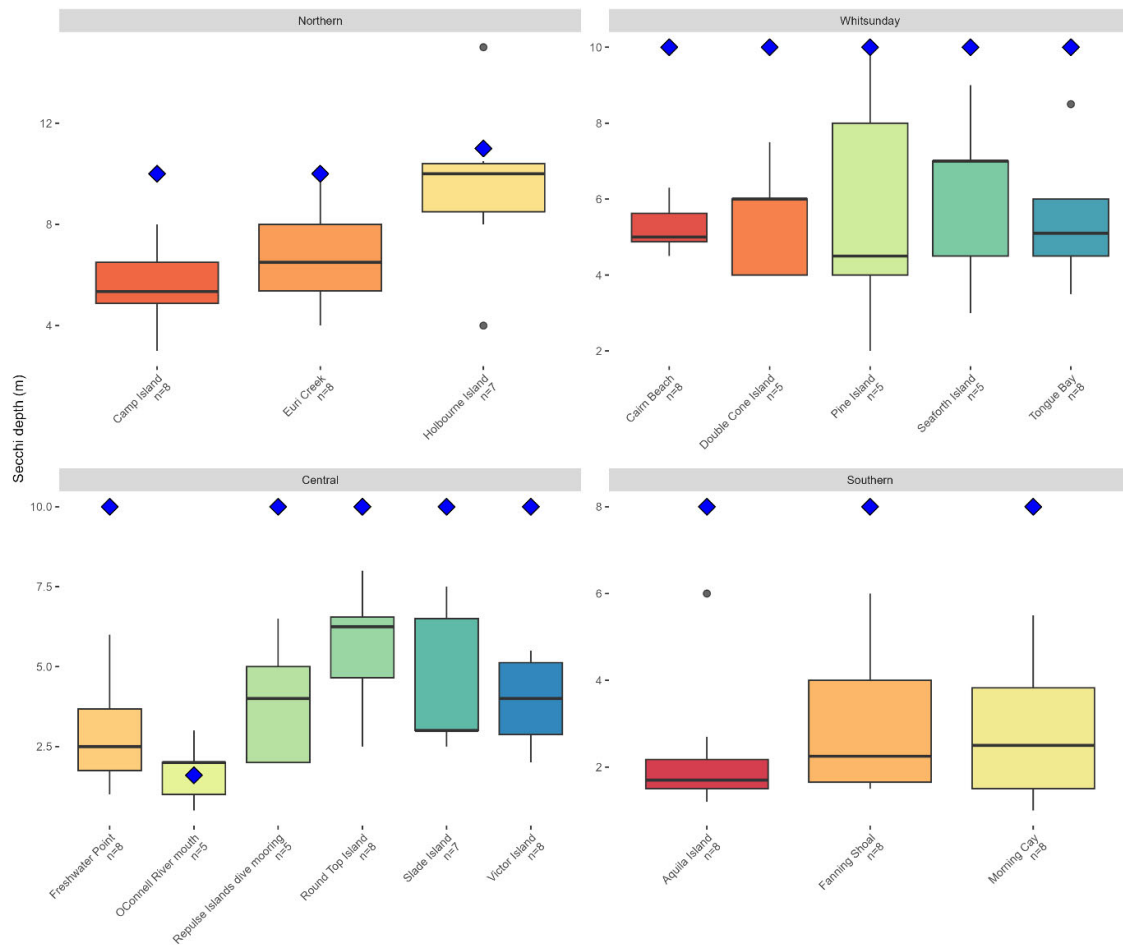 Northern
Whitsunday
12
8
4
10
8
6
4
2
Camp Island
n=8
Euri Creek
n=8
Holbourne Island
n=7
Cairn Beach
n=8
Double Cone Island
n=5
Pine Island
n=5
Seaforth Island
n=5
Tongue Bay
n=8
Secchi depth (m)
Central
Southern
10.0
7.5
5.0
2.5
8
6
4
2
Freshwater Point
n=8
OConnell River mouth
n=5
Repulse Islands dive mooring
n=5
Round Top Island
n=8
Slade Island
n=7
Victor Island
n=8
Aquila Island
n=8
Fanning Shoal
n=8
Morning Cay
n=8